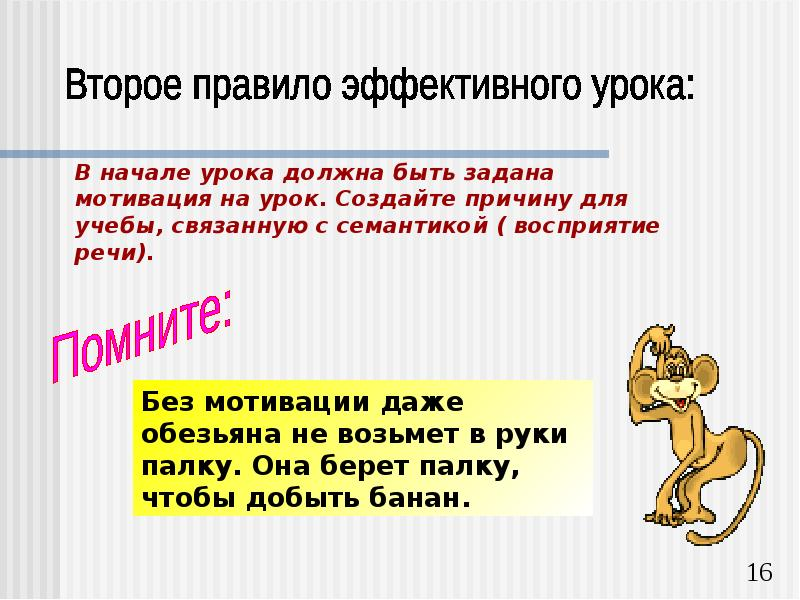 Второе правило эффективного урока:
В начале урока должна быть задана
мотивация на урок. Создайте причину для
учебы, связанную с семантикой ( восприятие
речи).
Помните:
Без мотивации даже
обезьяна не возьмет в руки
палку. Она берет палку,
чтобы добыть банан.
16